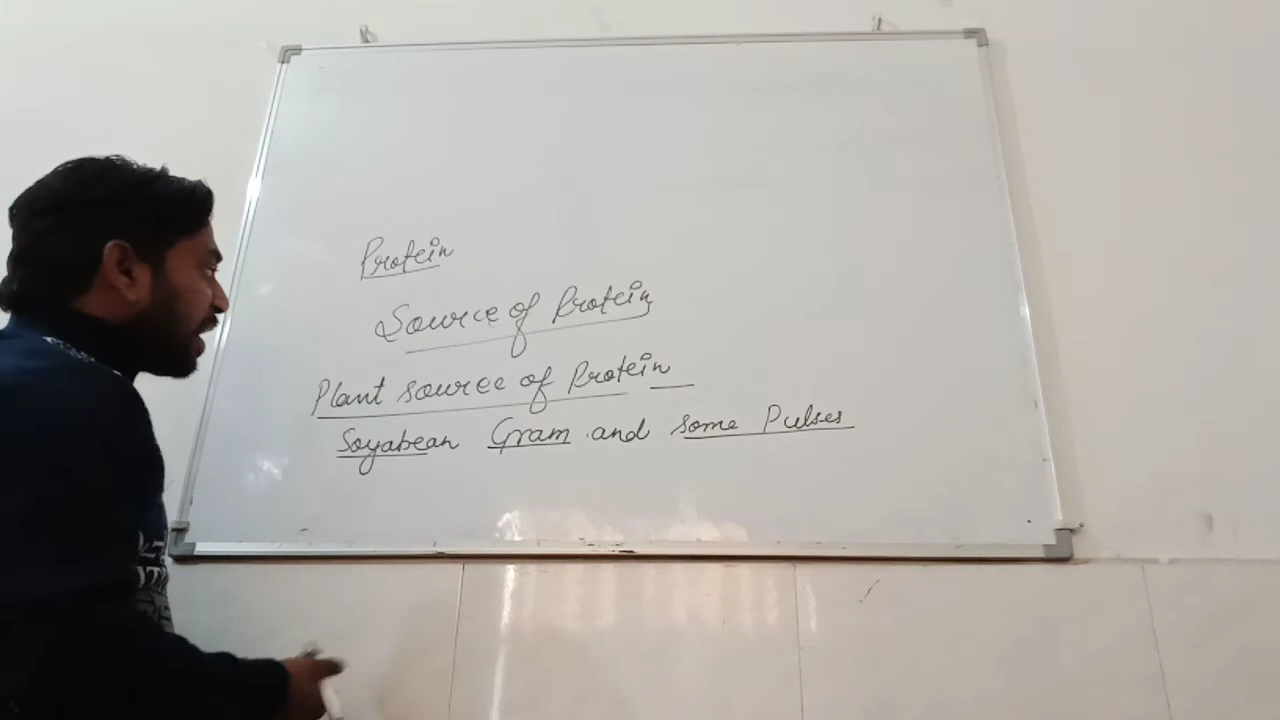 Protein
Source of Protein
Plant source of Protein
Soyabean Gram and some Pulses